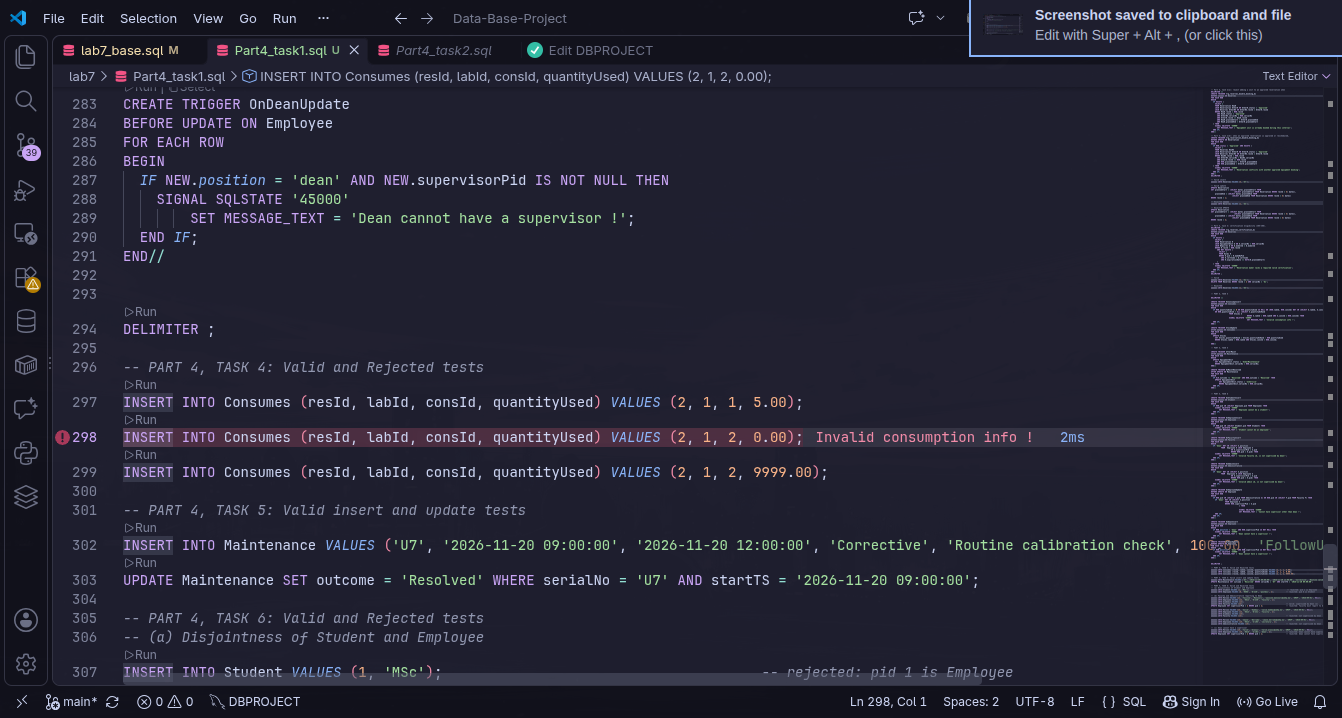 File Edit Selection View Go Run ··· Data-Base-Project
Screenshot saved to clipboard and file
Edit with Super + Alt + , (or click this)
lab7_base.sql M Part4_task1.sql U Part4_task2.sql Edit DBPROJECT
lab7 > Part4_task1.sql > INSERT INTO Consumes (resId, labId, consId, quantityUsed) VALUES (2, 1, 2, 0.00);
Text Editor
Run | Select
283 CREATE TRIGGER OnDeanUpdate
284 BEFORE UPDATE ON Employee
285 FOR EACH ROW
286 BEGIN
287 IF NEW.position = 'dean' AND NEW.supervisorPid IS NOT NULL THEN
288 SIGNAL SQLSTATE '45000'
289 SET MESSAGE_TEXT = 'Dean cannot have a supervisor !';
290 END IF;
291 END//
292
293
Run
294 DELIMITER ;
295
296 -- PART 4, TASK 4: Valid and Rejected tests
Run
297 INSERT INTO Consumes (resId, labId, consId, quantityUsed) VALUES (2, 1, 1, 5.00);
Run
298 INSERT INTO Consumes (resId, labId, consId, quantityUsed) VALUES (2, 1, 2, 0.00); Invalid consumption info ! 2ms
Run
299 INSERT INTO Consumes (resId, labId, consId, quantityUsed) VALUES (2, 1, 2, 9999.00);
300
301 -- PART 4, TASK 5: Valid insert and update tests
Run
302 INSERT INTO Maintenance VALUES ('U7', '2026-11-20 09:00:00', '2026-11-20 12:00:00', 'Corrective', 'Routine calibration check', 100.00, 'FollowU
Run
303 UPDATE Maintenance SET outcome = 'Resolved' WHERE serialNo = 'U7' AND startTS = '2026-11-20 09:00:00';
304
305 -- PART 4, TASK 6: Valid and Rejected tests
306 -- (a) Disjointness of Student and Employee
Run
307 INSERT INTO Student VALUES (1, 'MSc'); -- rejected: pid 1 is Employee
39
main* 0 0 DBPROJECT Ln 298, Col 1 Spaces: 2 UTF-8 LF { } SQL Sign In Go Live